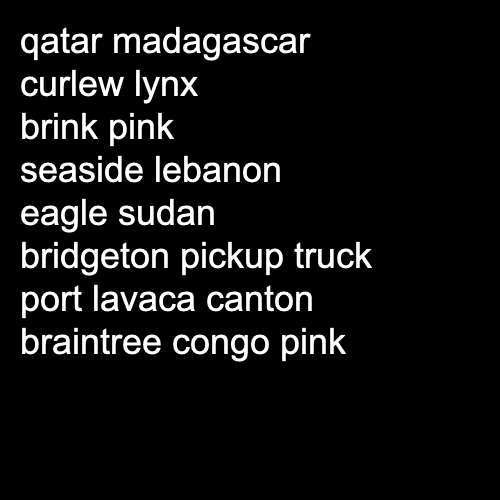 qatar madagascar
curlew lynx
brink pink
seaside lebanon
eagle sudan
bridgeton pickup truck
port lavaca canton
braintree congo pink